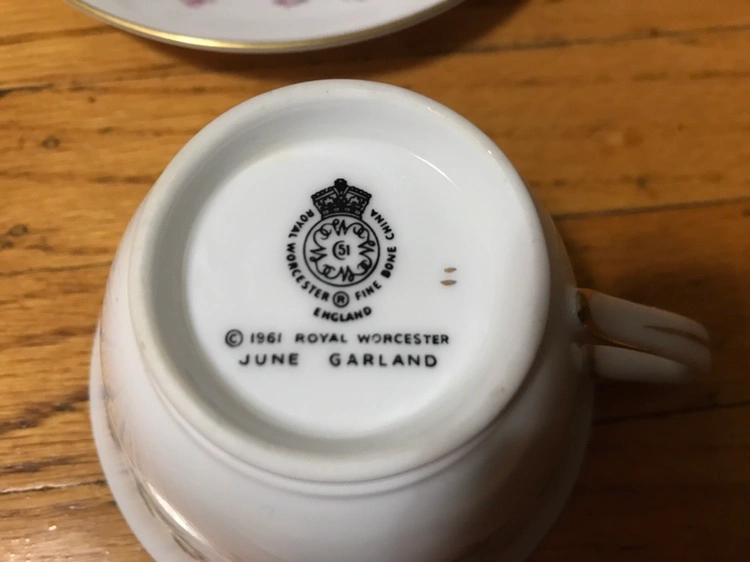 ROYAL WORCESTER ® FINE BONE CHINA
51
ENGLAND
© 1961 ROYAL WORCESTER
JUNE GARLAND